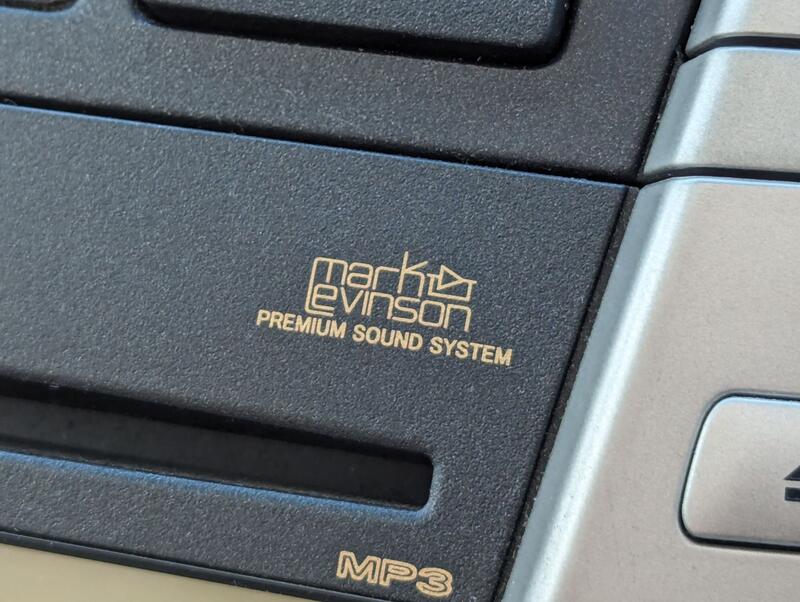 mark
Levinson
PREMIUM SOUND SYSTEM
MP3